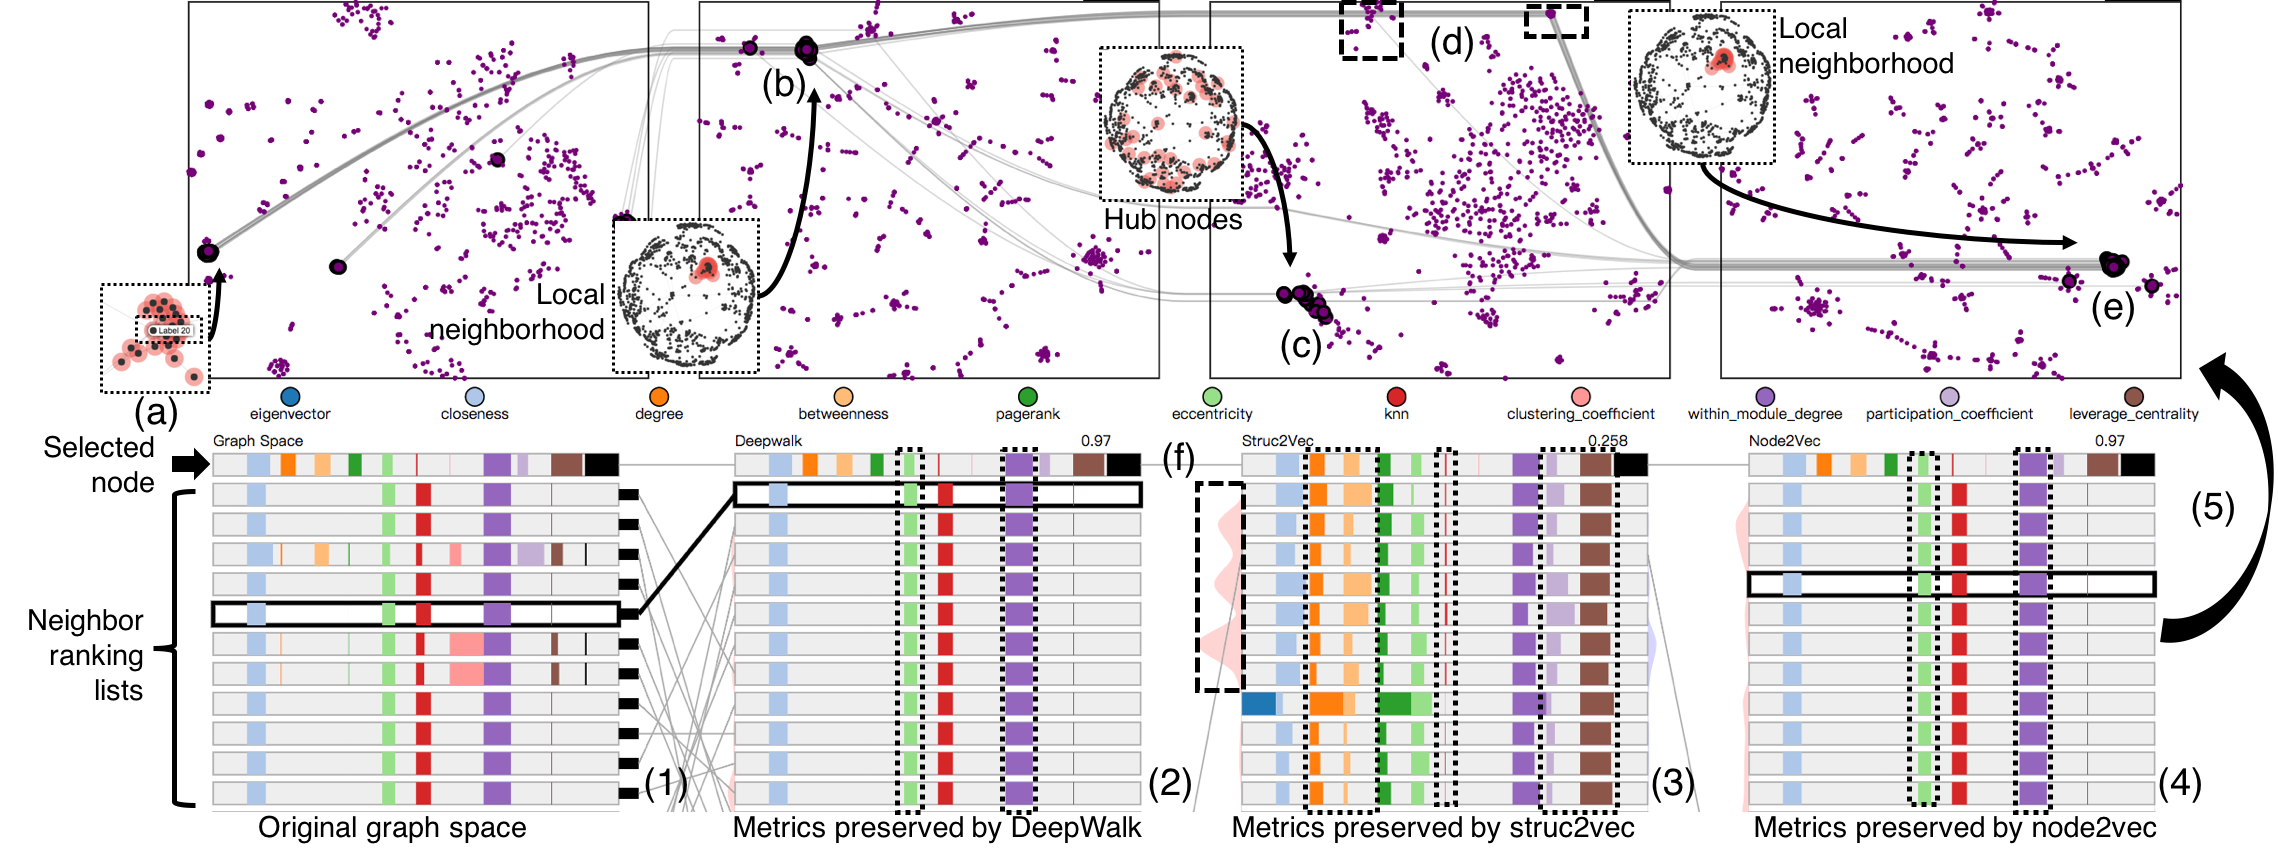 Local
neighborhood
(d)
(b)
Hub nodes
Local
neighborhood
Label 20
(c)
(e)
(a)
eigenvector
closeness
degree
betweenness
pagerank
eccentricity
knn
clustering_coefficient
within_module_degree
participation_coefficient
leverage_centrality
Selected
node
Graph Space
Deepwalk
0.97
(f)
Struc2Vec
0.258
Node2Vec
0.97
(5)
Neighbor
ranking
lists
(1)
(2)
(3)
(4)
Original graph space
Metrics preserved by DeepWalk
Metrics preserved by struc2vec
Metrics preserved by node2vec